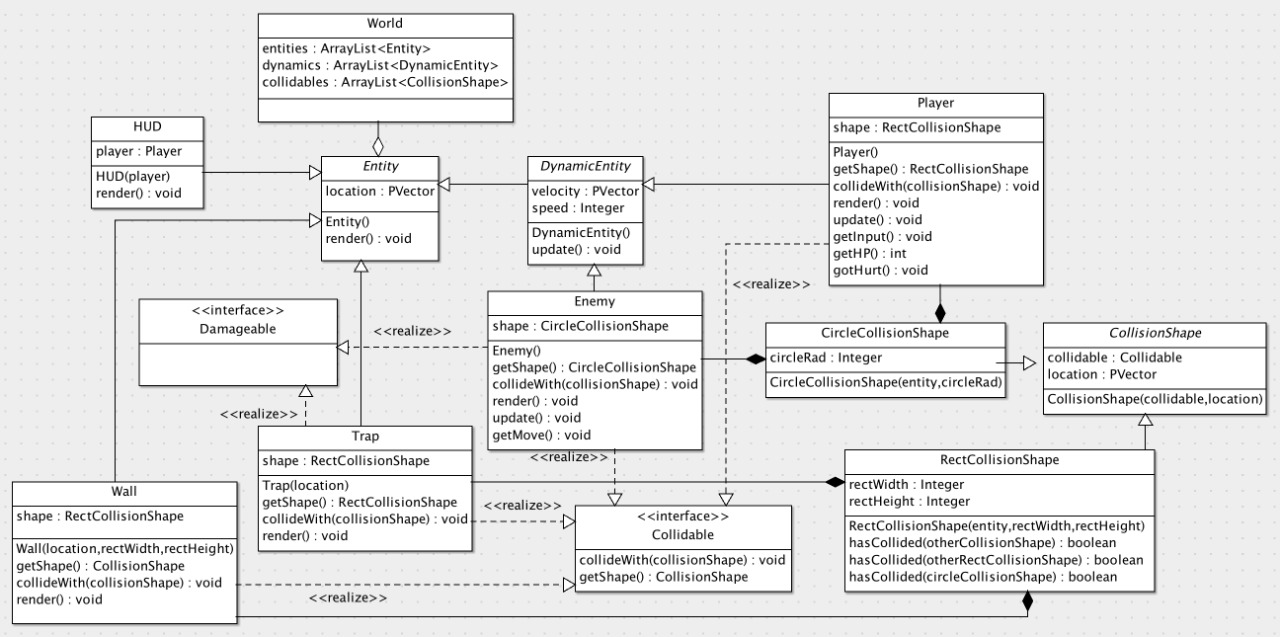 World
entities : ArrayList<Entity>
dynamics : ArrayList<DynamicEntity>
collidables : ArrayList<CollisionShape>
HUD
player : Player
HUD(player)
render() : void
Entity
location : PVector
Entity()
render() : void
DynamicEntity
velocity : PVector
speed : Integer
DynamicEntity()
update() : void
Player
shape : RectCollisionShape
Player()
getShape() : RectCollisionShape
collideWith(collisionShape) : void
render() : void
update() : void
getInput() : void
getHP() : int
gotHurt() : void
<<realize>>
<<interface>>
Damageable
<<realize>>
Enemy
shape : CircleCollisionShape
Enemy()
getShape() : CircleCollisionShape
collideWith(collisionShape) : void
render() : void
update() : void
getMove() : void
CircleCollisionShape
circleRad : Integer
CircleCollisionShape(entity,circleRad)
CollisionShape
collidable : Collidable
location : PVector
CollisionShape(collidable,location)
<<realize>>
Trap
shape : RectCollisionShape
Trap(location)
getShape() : RectCollisionShape
collideWith(collisionShape) : void
render() : void
<<realize>>
<<realize>>
RectCollisionShape
rectWidth : Integer
rectHeight : Integer
RectCollisionShape(entity,rectWidth,rectHeight)
hasCollided(otherCollisionShape) : boolean
hasCollided(otherRectCollisionShape) : boolean
hasCollided(circleCollisionShape) : boolean
Wall
shape : RectCollisionShape
Wall(location,rectWidth,rectHeight)
getShape() : CollisionShape
collideWith(collisionShape) : void
render() : void
<<realize>>
<<interface>>
Collidable
collideWith(collisionShape) : void
getShape() : CollisionShape